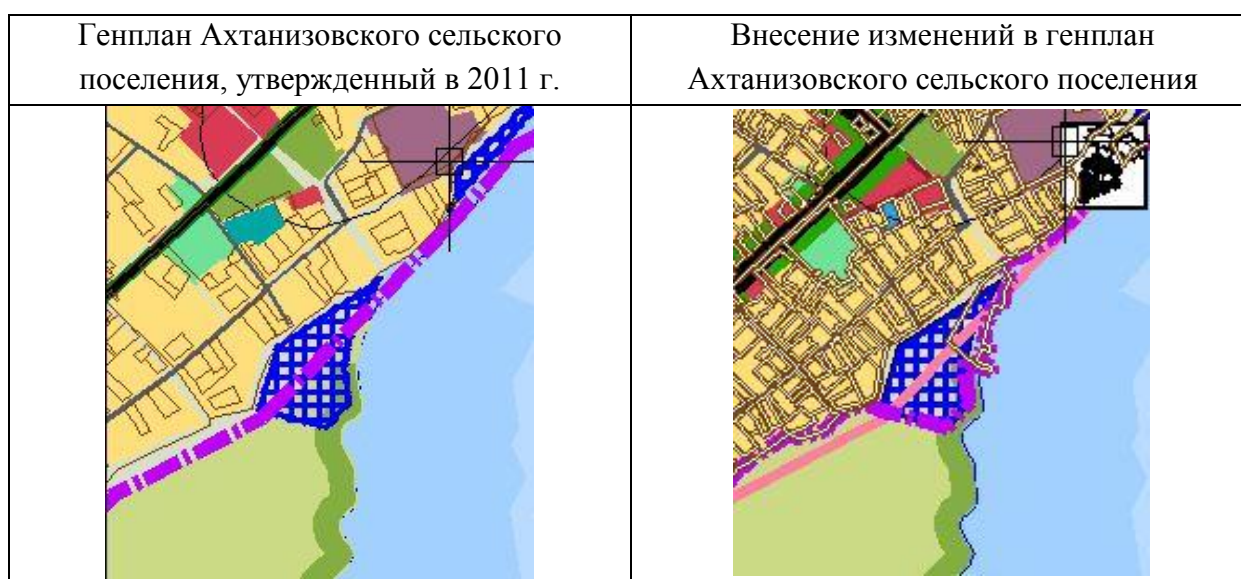 Генплан Ахтанизовского сельского
поселения, утвержденный в 2011 г.
Внесение изменений в генплан
Ахтанизовского сельского поселения